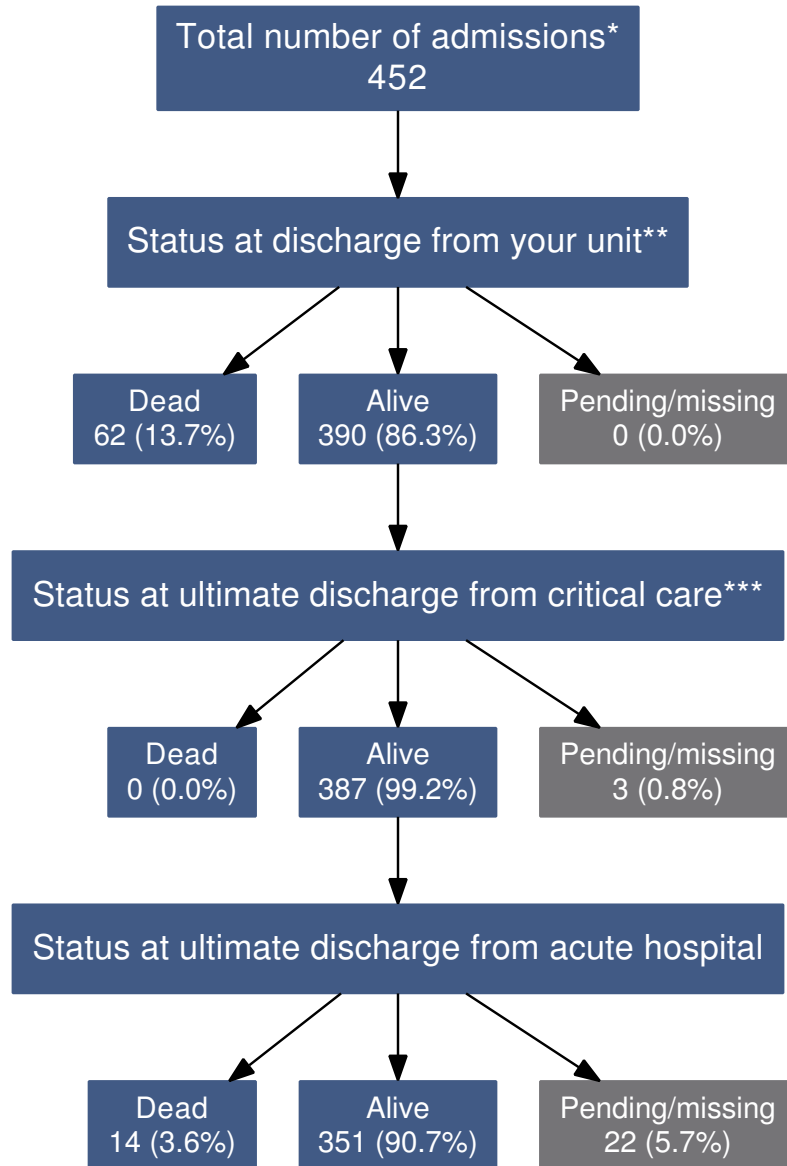 Total number of admissions*
452
Status at discharge from your unit**
Dead
62 (13.7%)
Alive
390 (86.3%)
Pending/missing
0 (0.0%)
Status at ultimate discharge from critical care***
Dead
0 (0.0%)
Alive
387 (99.2%)
Pending/missing
3 (0.8%)
Status at ultimate discharge from acute hospital
Dead
14 (3.6%)
Alive
351 (90.7%)
Pending/missing
22 (5.7%)